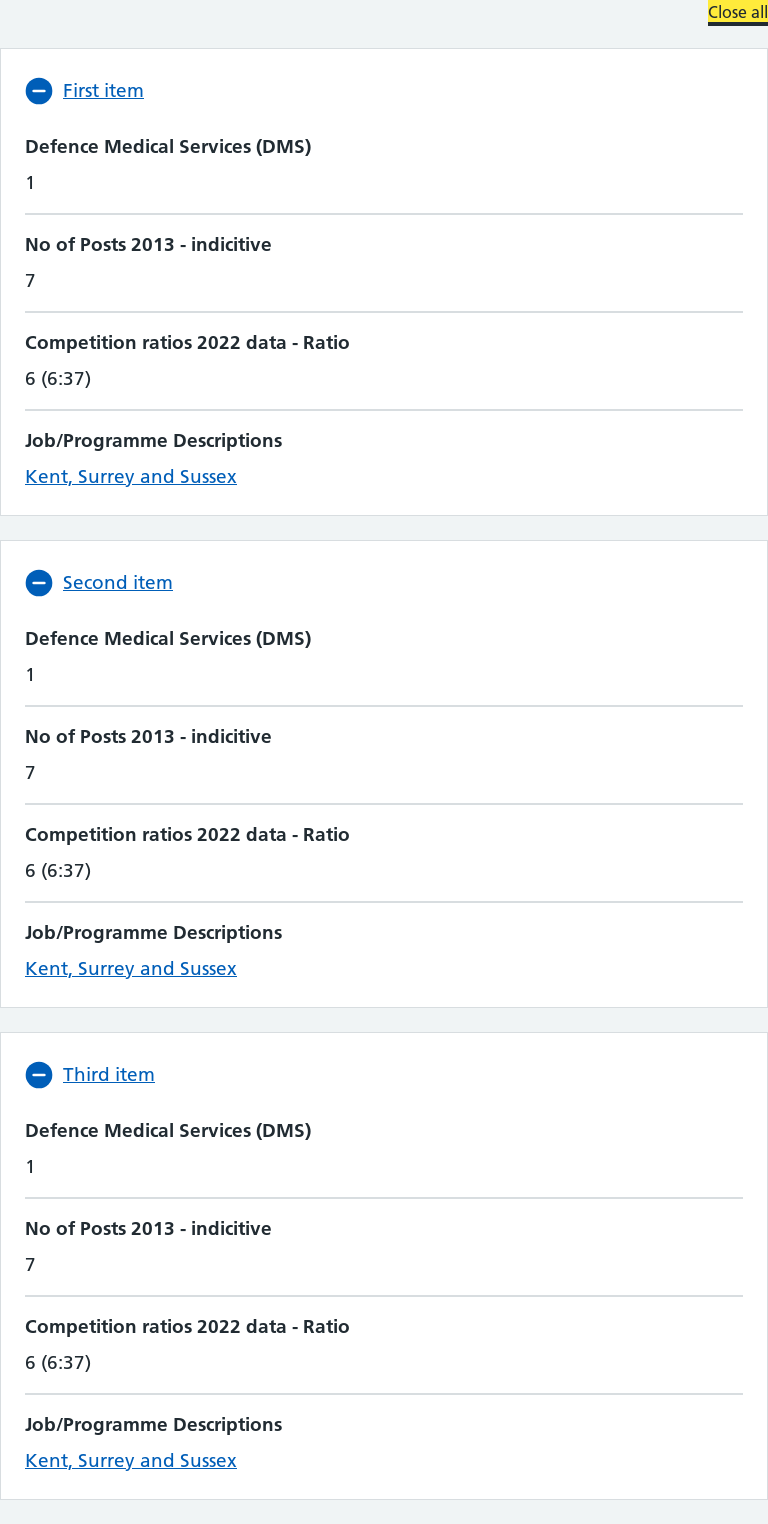 Close all
First item
Defence Medical Services (DMS)
1
No of Posts 2013 - indicitive
7
Competition ratios 2022 data - Ratio
6 (6:37)
Job/Programme Descriptions
Kent, Surrey and Sussex
Second item
Defence Medical Services (DMS)
1
No of Posts 2013 - indicitive
7
Competition ratios 2022 data - Ratio
6 (6:37)
Job/Programme Descriptions
Kent, Surrey and Sussex
Third item
Defence Medical Services (DMS)
1
No of Posts 2013 - indicitive
7
Competition ratios 2022 data - Ratio
6 (6:37)
Job/Programme Descriptions
Kent, Surrey and Sussex